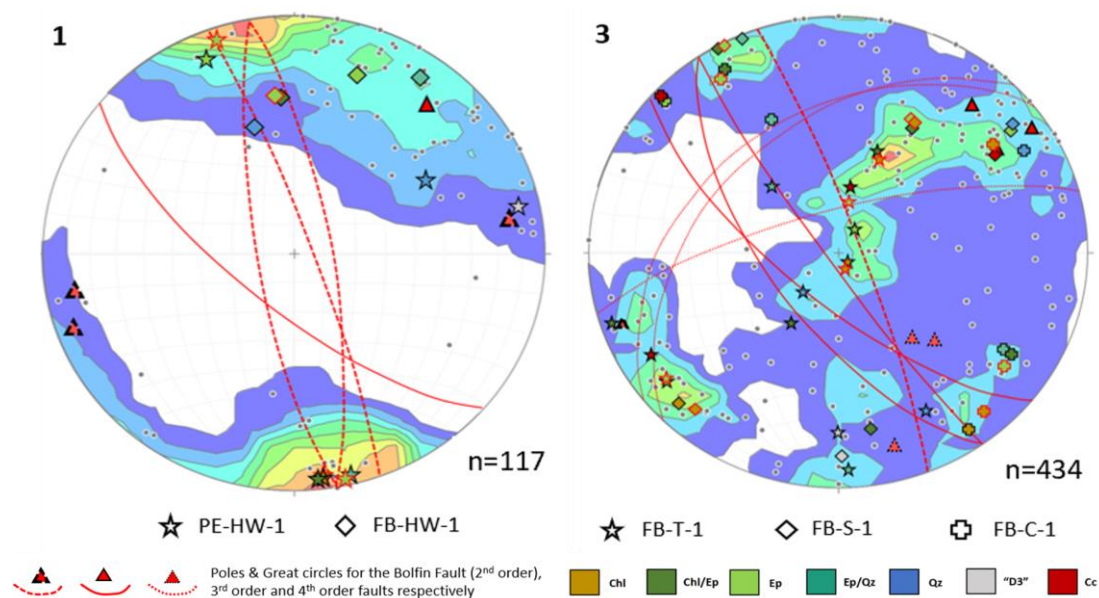 1
3
n=117
n=434
PE-HW-1
FB-HW-1
FB-T-1
FB-S-1
FB-C-1
Poles & Great circles for the Bolfin Fault (2nd order),
3rd order and 4th order faults respectively
Chl
Chl/Ep
Ep
Ep/Qz
Qz
"D3"
Cc